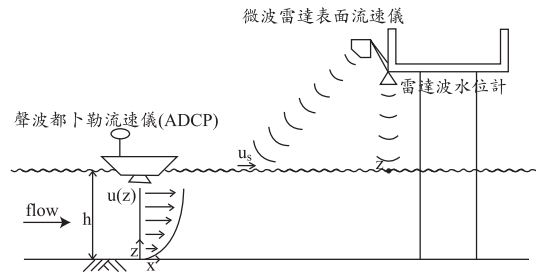 微波雷達表面流速儀
雷達波水位計
聲波都卜勒流速儀(ADCP)
us
z
u(z)
flow
h
z
x